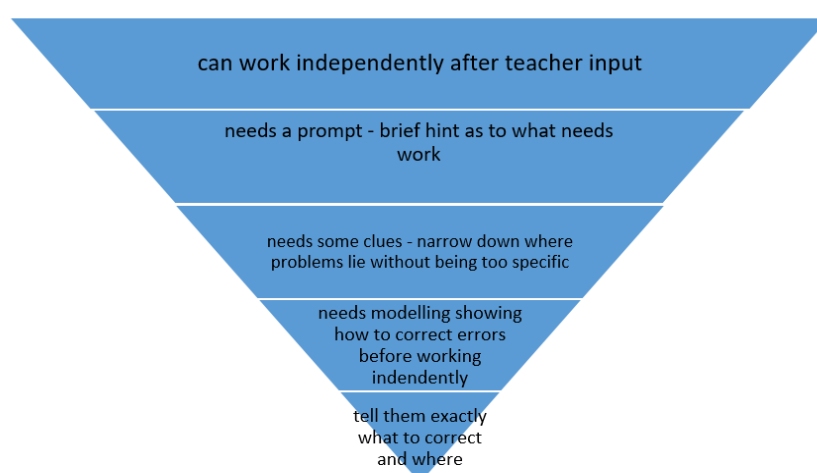 can work independently after teacher input
needs a prompt - brief hint as to what needs
work
needs some clues - narrow down where
problems lie without being too specific
needs modelling showing
how to correct errors
before working
indendently
tell them exactly
what to correct
and where